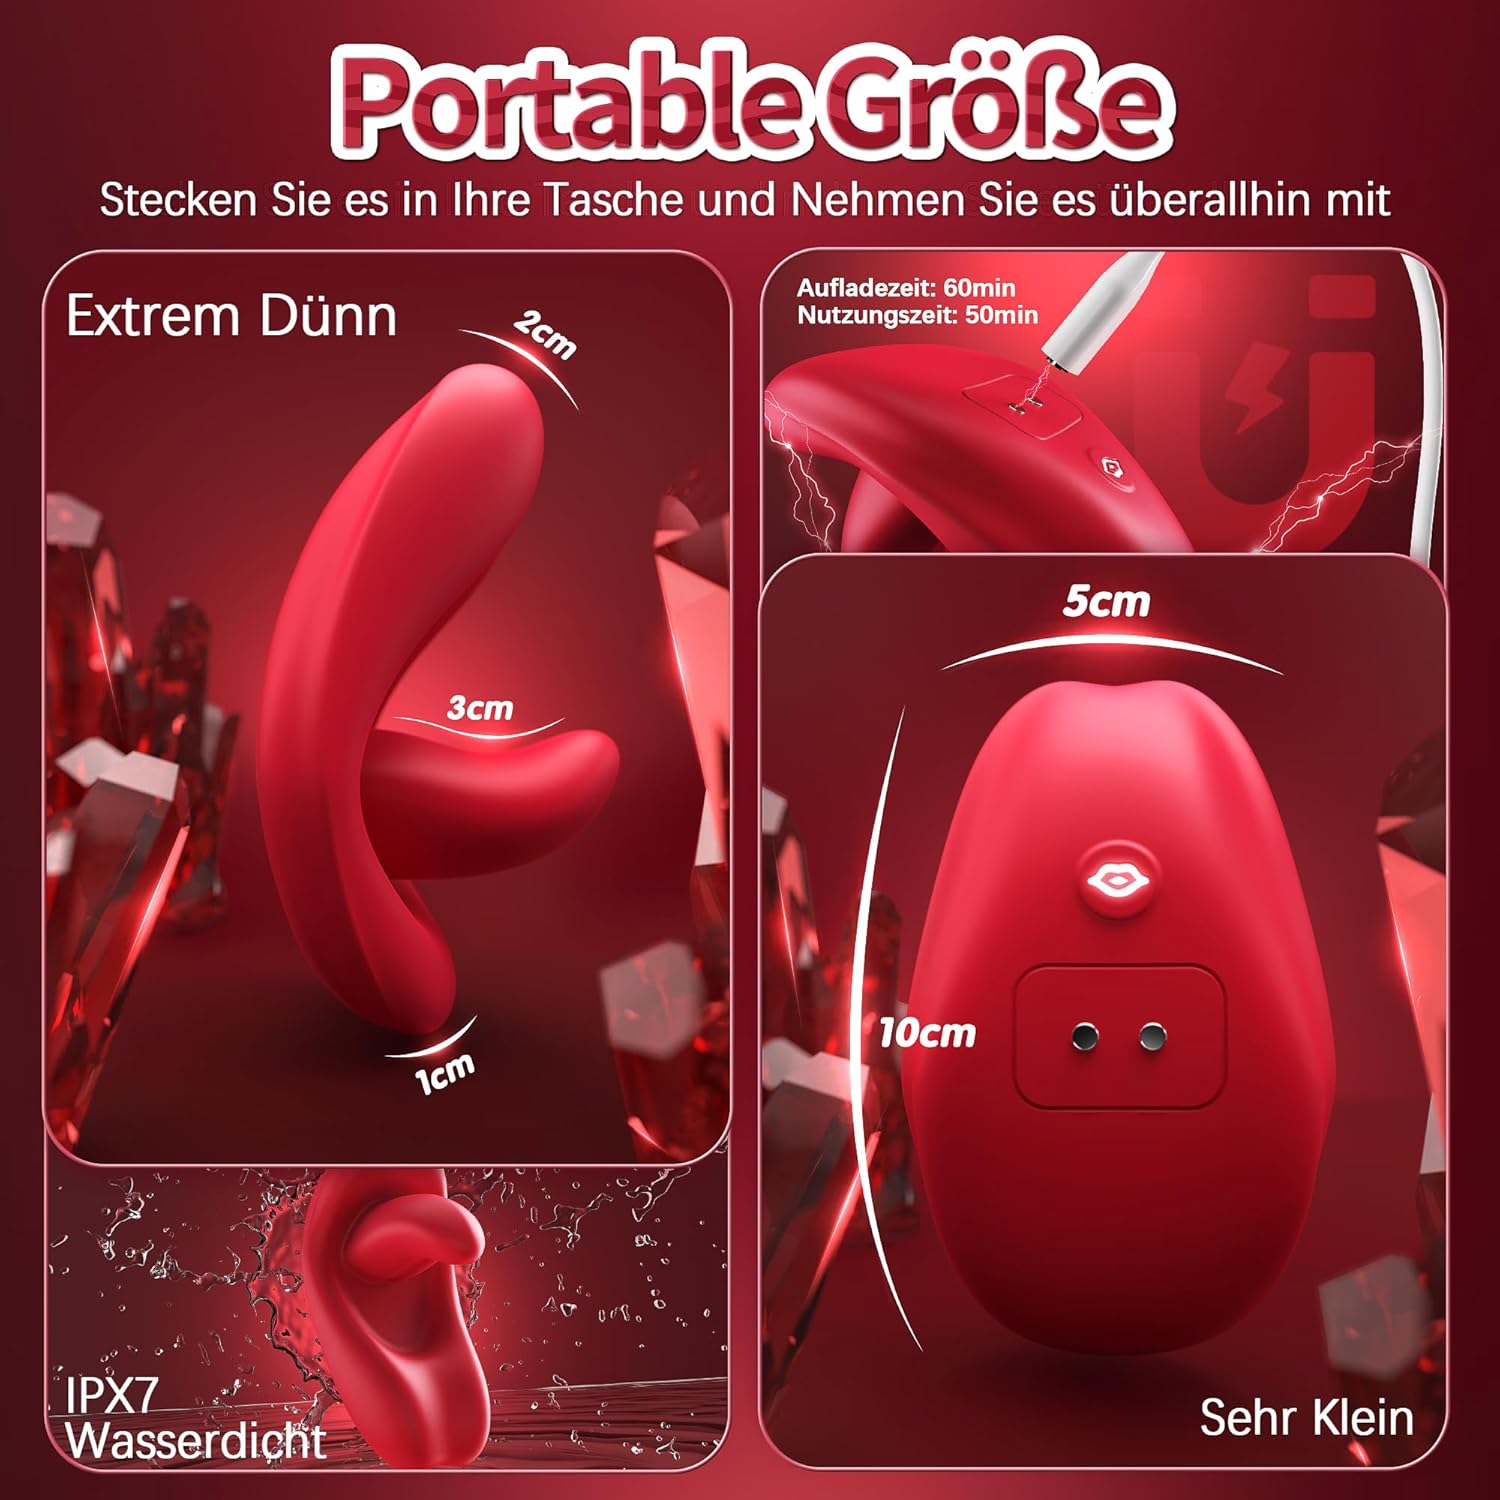 Portable Größe
Stecken Sie es in Ihre Tasche und Nehmen Sie es überallhin mit
Extrem Dünn
2cm
3cm
1cm
Aufladezeit: 60min
Nutzungszeit: 50min
5cm
10cm
Sehr Klein
IPX7
Wasserdicht